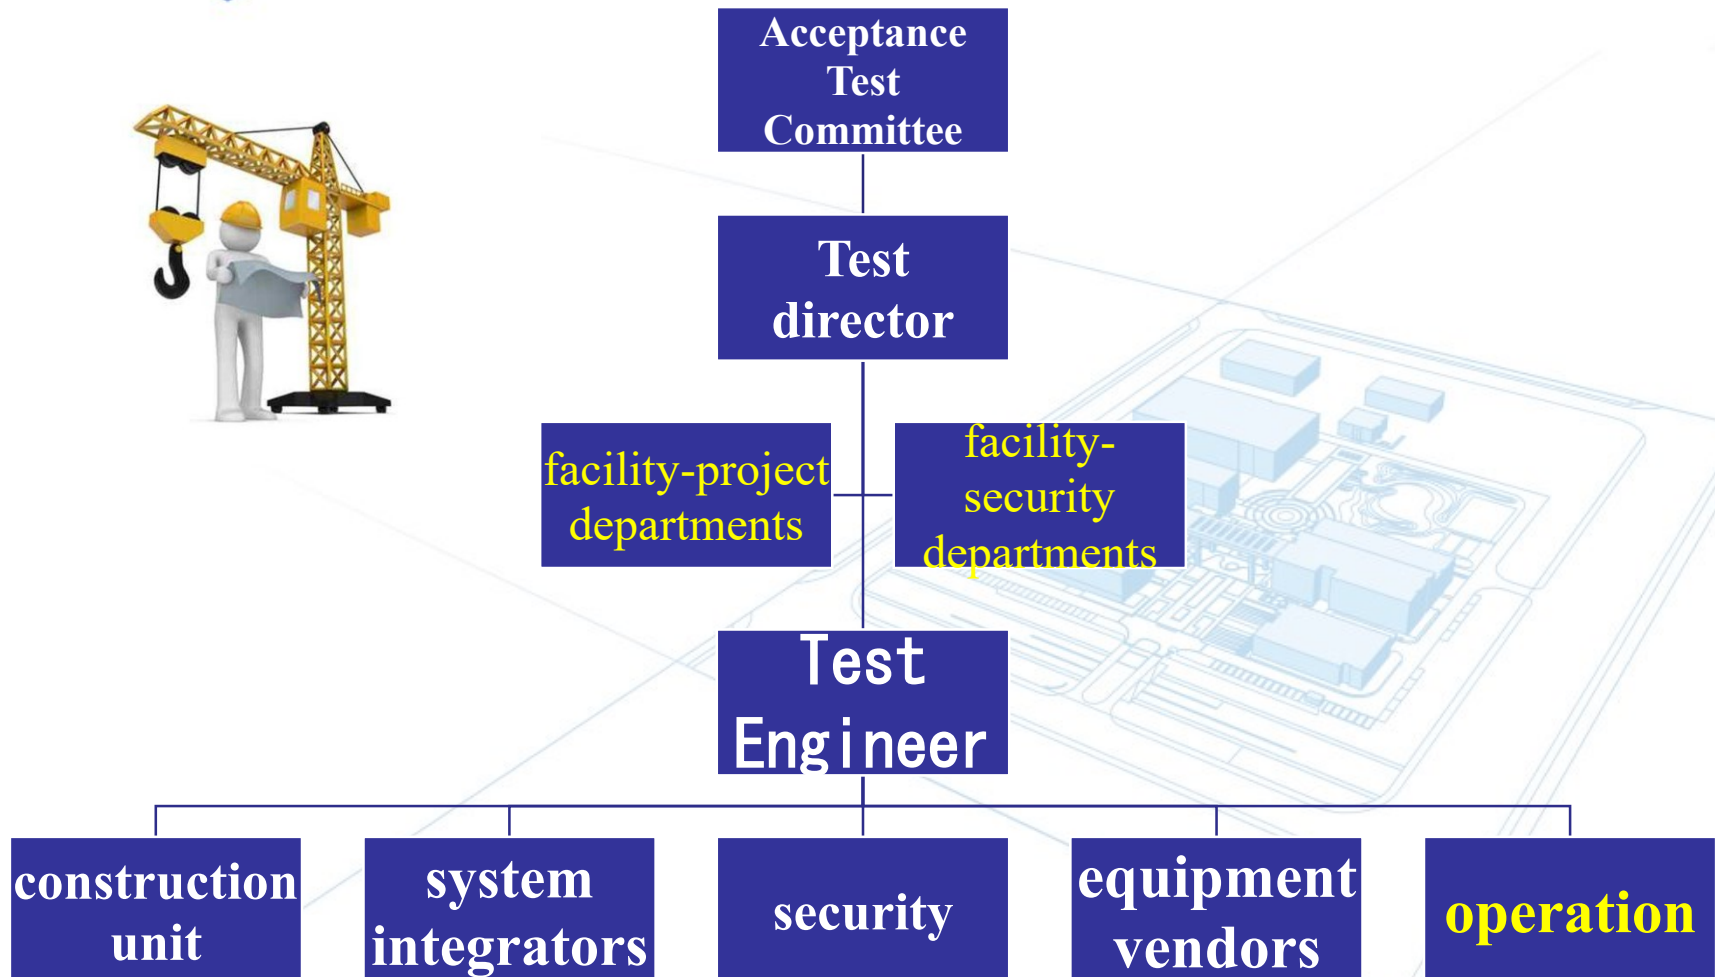 Acceptance
Test
Committee
Test
director
facility-project
departments
facility-
security
departments
Test
Engineer
construction
unit
system
integrators
security
equipment
vendors
operation